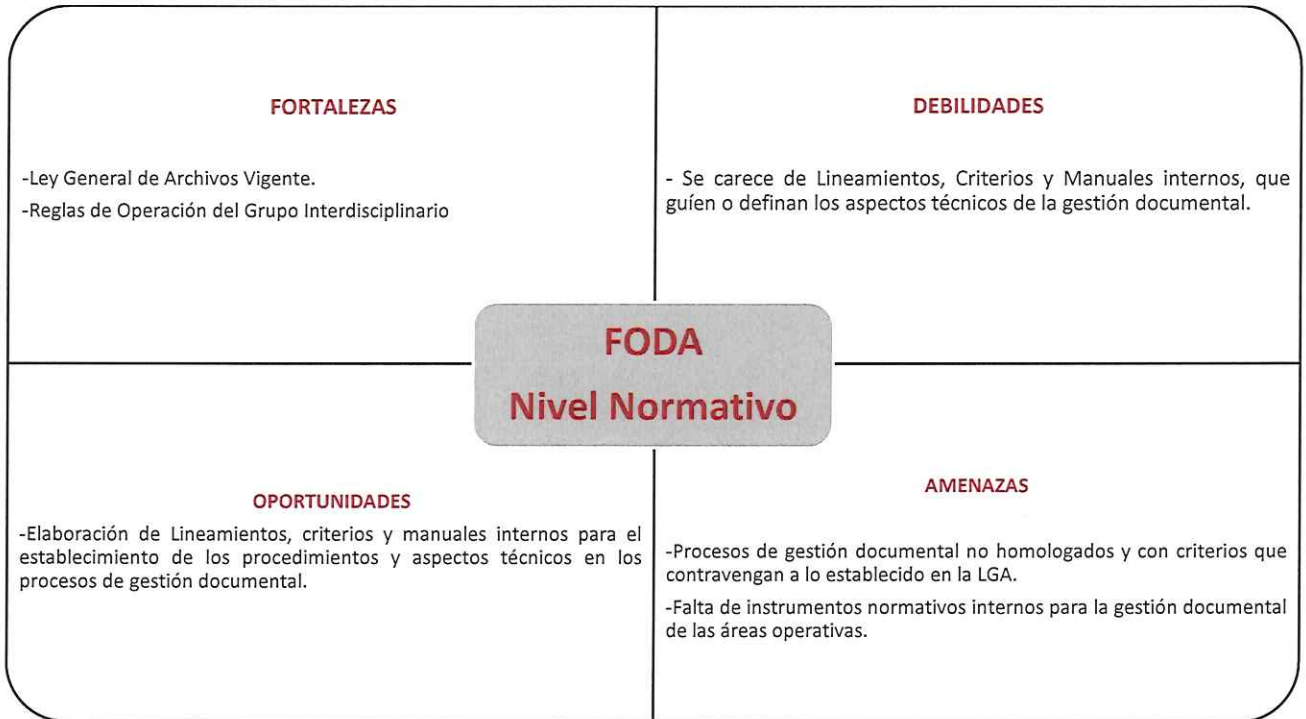 FORTALEZAS
-Ley General de Archivos Vigente.
-Reglas de Operación del Grupo Interdisciplinario
DEBILIDADES
- Se carece de Lineamientos, Criterios y Manuales internos, que
guíen o definan los aspectos técnicos de la gestión documental.
FODA
Nivel Normativo
OPORTUNIDADES
-Elaboración de Lineamientos, criterios y manuales internos para el
establecimiento de los procedimientos y aspectos técnicos en los
procesos de gestión documental.
AMENAZAS
-Procesos de gestión documental no homologados y con criterios que
contravengan a lo establecido en la LGA.
-Falta de instrumentos normativos internos para la gestión documental
de las áreas operativas.